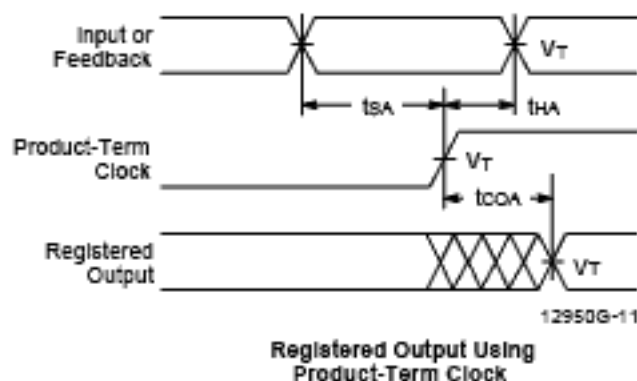 Input or
Feedback
VT
tSA
tHA
Product-Term
Clock
VT
tCOA
Registered
Output
VT
12950G-11
Registered Output Using
Product-Term Clock